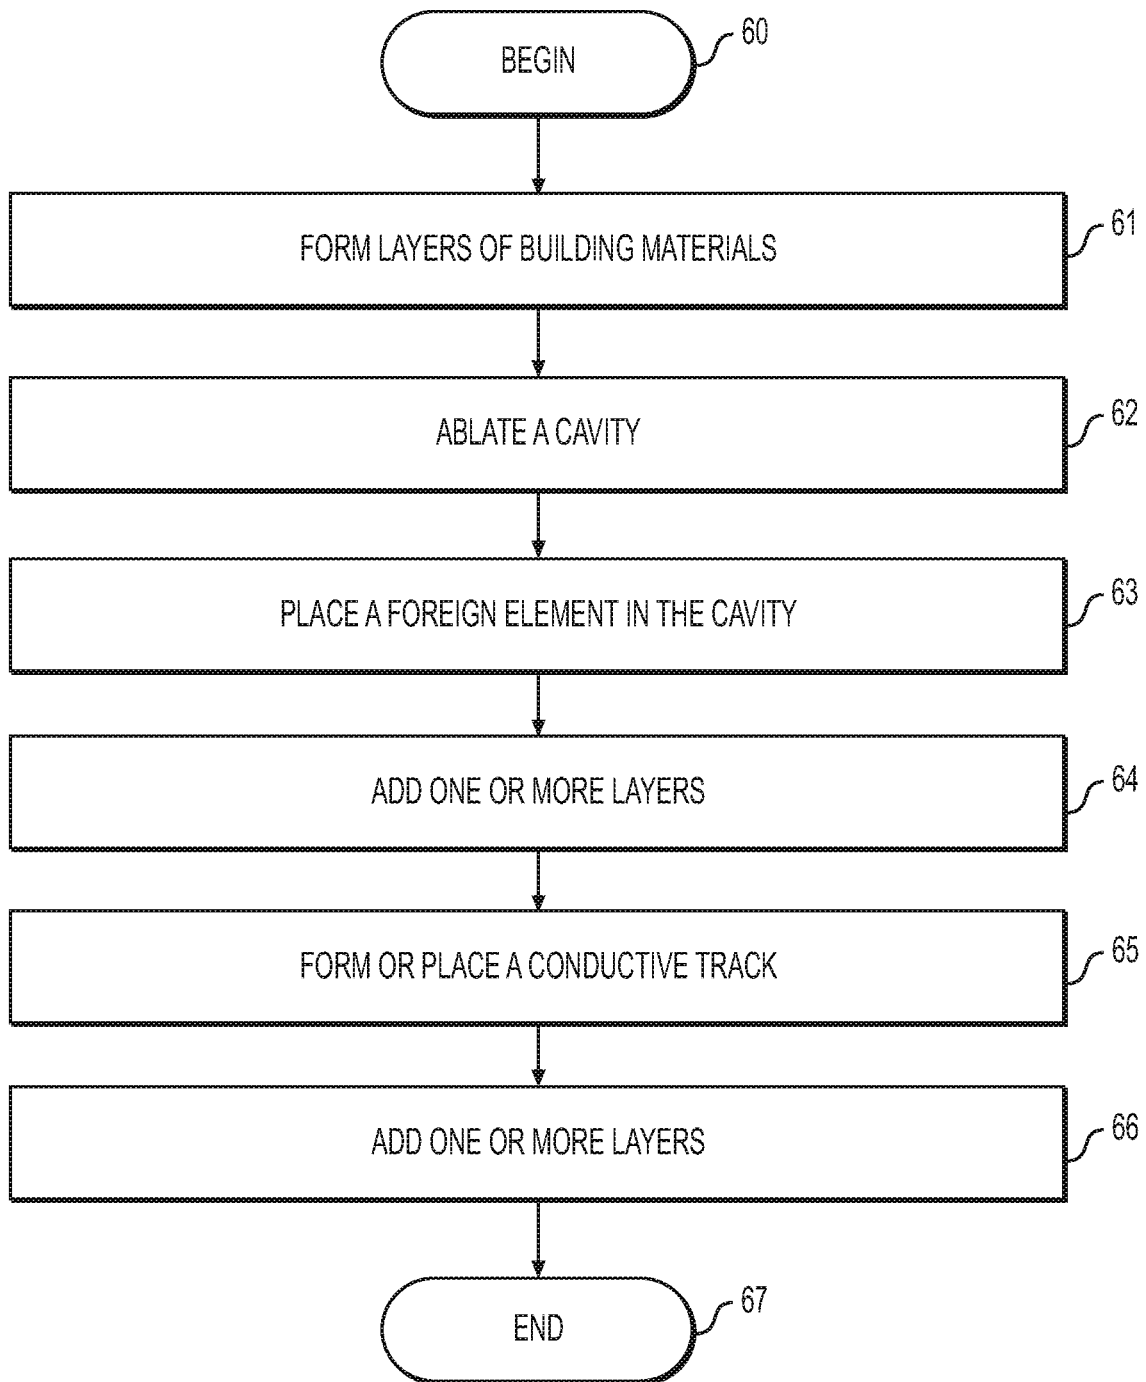 BEGIN
60
FORM LAYERS OF BUILDING MATERIALS
61
ABLATE A CAVITY
62
PLACE A FOREIGN ELEMENT IN THE CAVITY
63
ADD ONE OR MORE LAYERS
64
FORM OR PLACE A CONDUCTIVE TRACK
65
ADD ONE OR MORE LAYERS
66
END
67